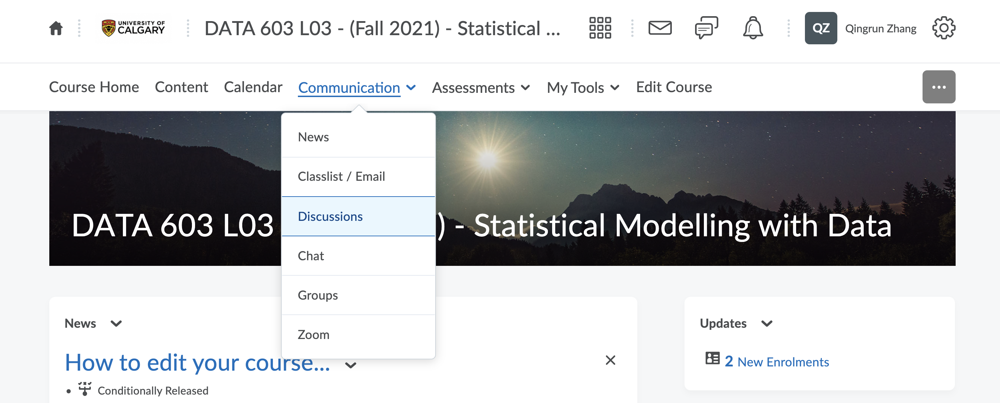 UNIVERSITY OF
CALGARY
DATA 603 L03 - (Fall 2021) - Statistical ...
QZ
Qingrun Zhang
Course Home
Content
Calendar
Communication
Assessments
My Tools
Edit Course
News
Classlist / Email
Discussions
Chat
Groups
Zoom
DATA 603 L03 ) - Statistical Modelling with Data
News
How to edit your course...
Conditionally Released
Updates
2 New Enrolments